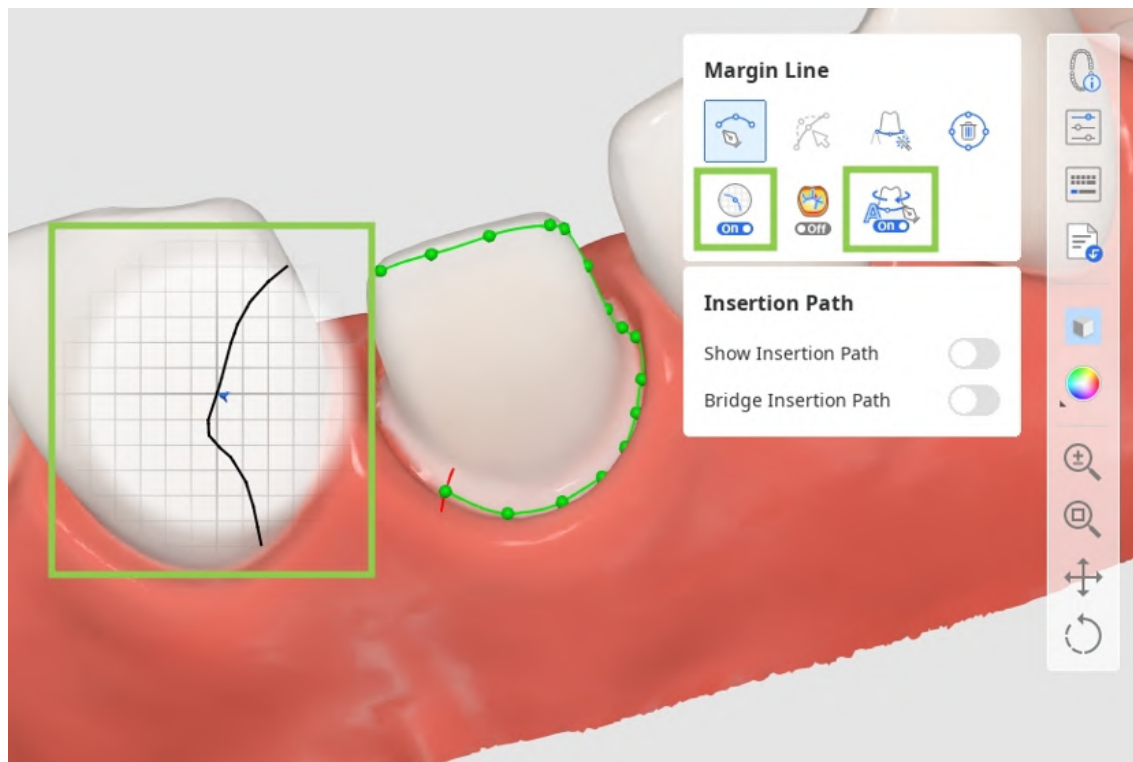 Margin Line
On
Off
A
On
Insertion Path
Show Insertion Path
Bridge Insertion Path